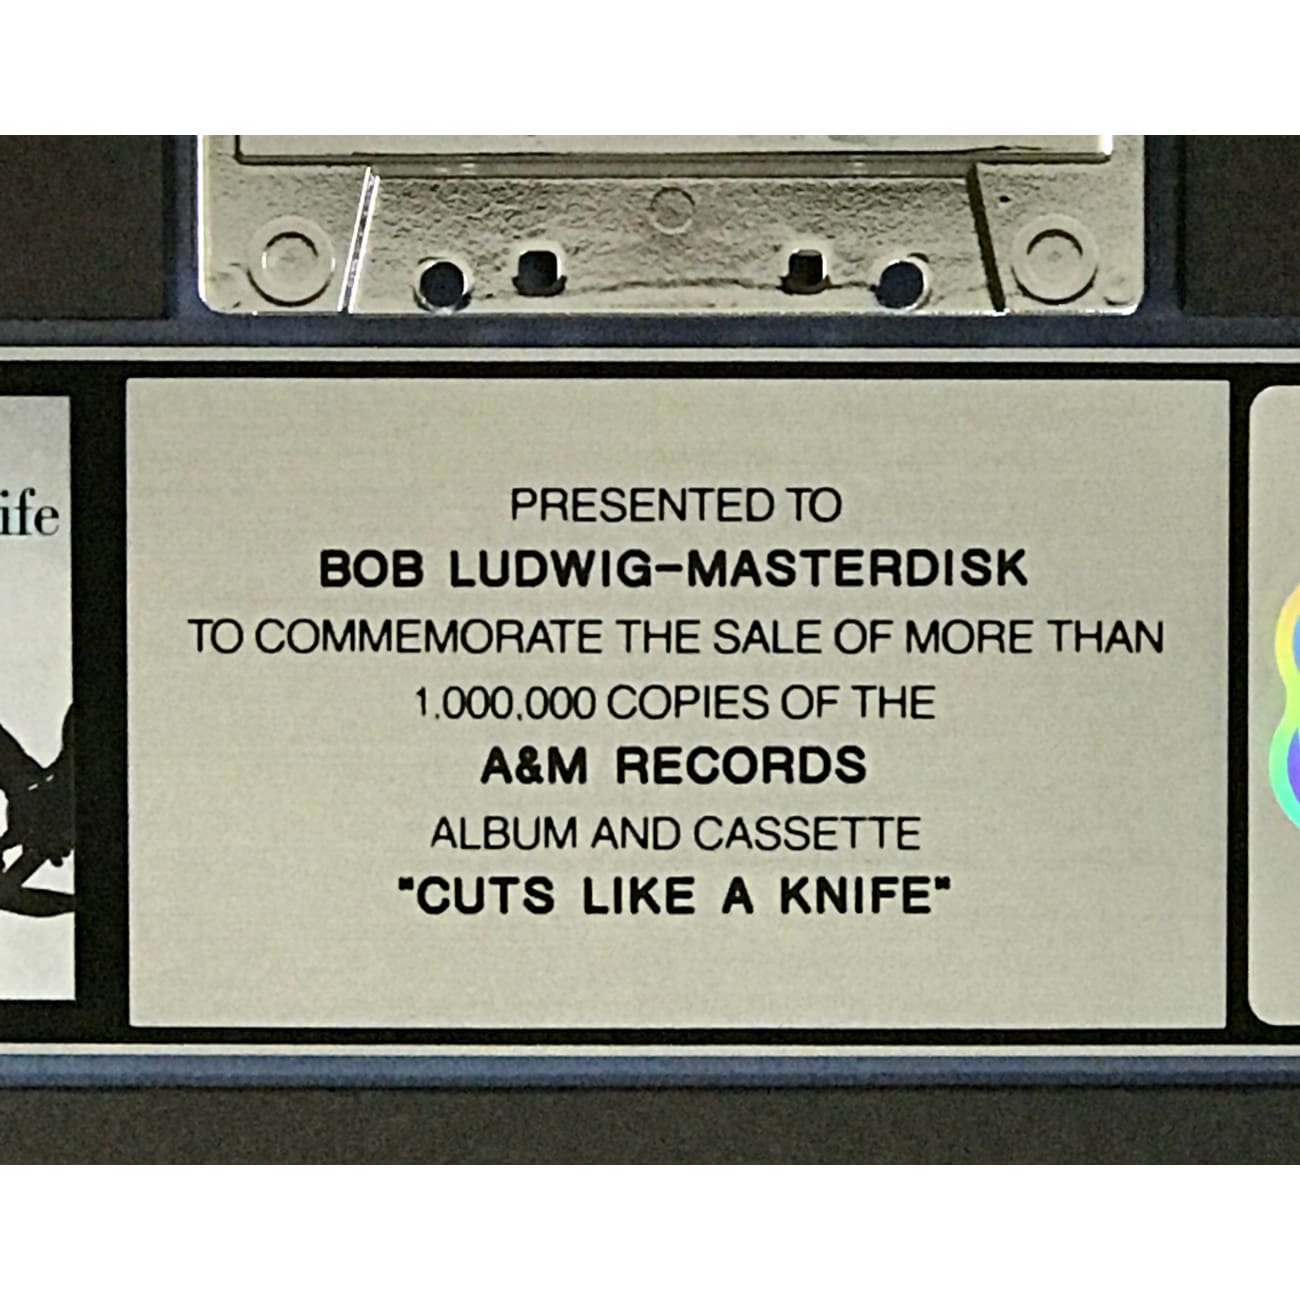 ife
PRESENTED TO
BOB LUDWIG-MASTERDISK
TO COMMEMORATE THE SALE OF MORE THAN
1,000,000 COPIES OF THE
A&M RECORDS
ALBUM AND CASSETTE
"CUTS LIKE A KNIFE"